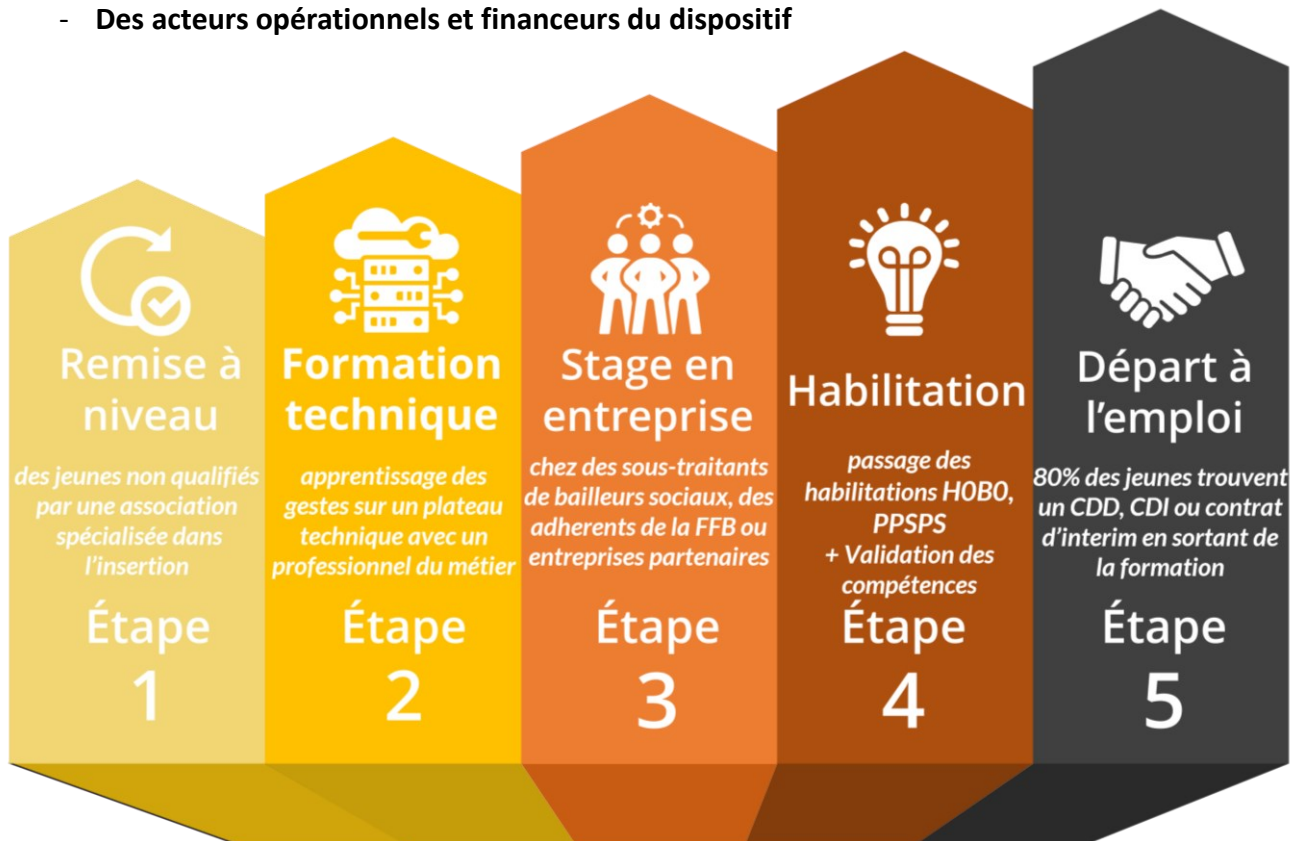 - Des acteurs opérationnels et financeurs du dispositif
Remise à
niveau
des jeunes non qualifiés
par une association
spécialisée dans
l'insertion
Étape
1
Formation
technique
apprentissage des
gestes sur un plateau
technique avec un
professionnel du métier
Étape
2
Stage en
entreprise
chez des sous-traitants
de bailleurs sociaux, des
adherents de la FFB ou
entreprises partenaires
Étape
3
Habilitation
passage des
habilitations H0B0,
PPSPS
+ Validation des
compétences
Étape
4
Départ à
l'emploi
80% des jeunes trouvent
un CDD, CDI ou contrat
d'interim en sortant de
la formation
Étape
5